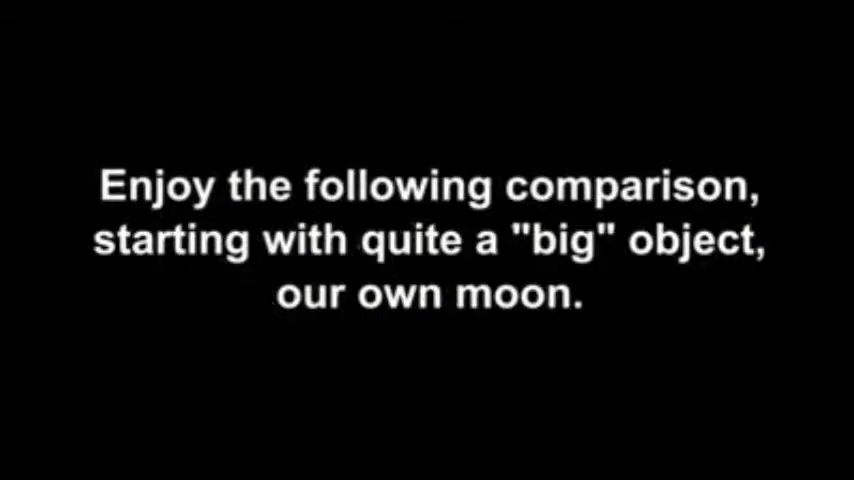 Enjoy the following comparison,
starting with quite a "big" object,
our own moon.